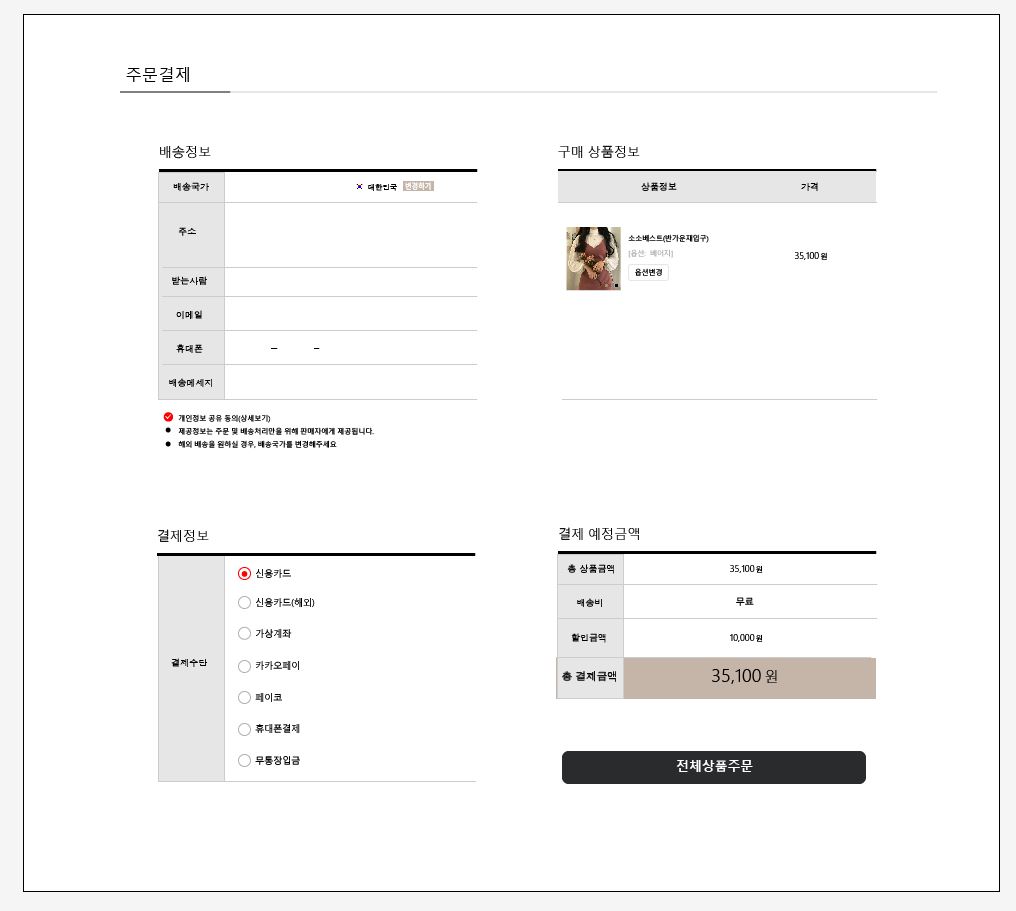 주문결제
배송정보
배송국가 대한민국 변경하기
주소
받는사람
이메일
휴대폰 – –
배송메세지
개인정보 공유 동의(상세보기)
제공정보는 주문 및 배송처리만을 위해 판매자에게 제공됩니다.
해외 배송을 원하실 경우, 배송국가를 변경해주세요
구매 상품정보
상품정보 가격
소소베스트(반가운재입구)
[옵션: 베이지]
옵션변경
35,100 원
결제정보
결제수단
신용카드
신용카드(해외)
가상계좌
카카오페이
페이코
휴대폰결제
무통장입금
결제 예정금액
총 상품금액 35,100 원
배송비 무료
할인금액 10,000 원
총 결제금액 35,100 원
전체상품주문